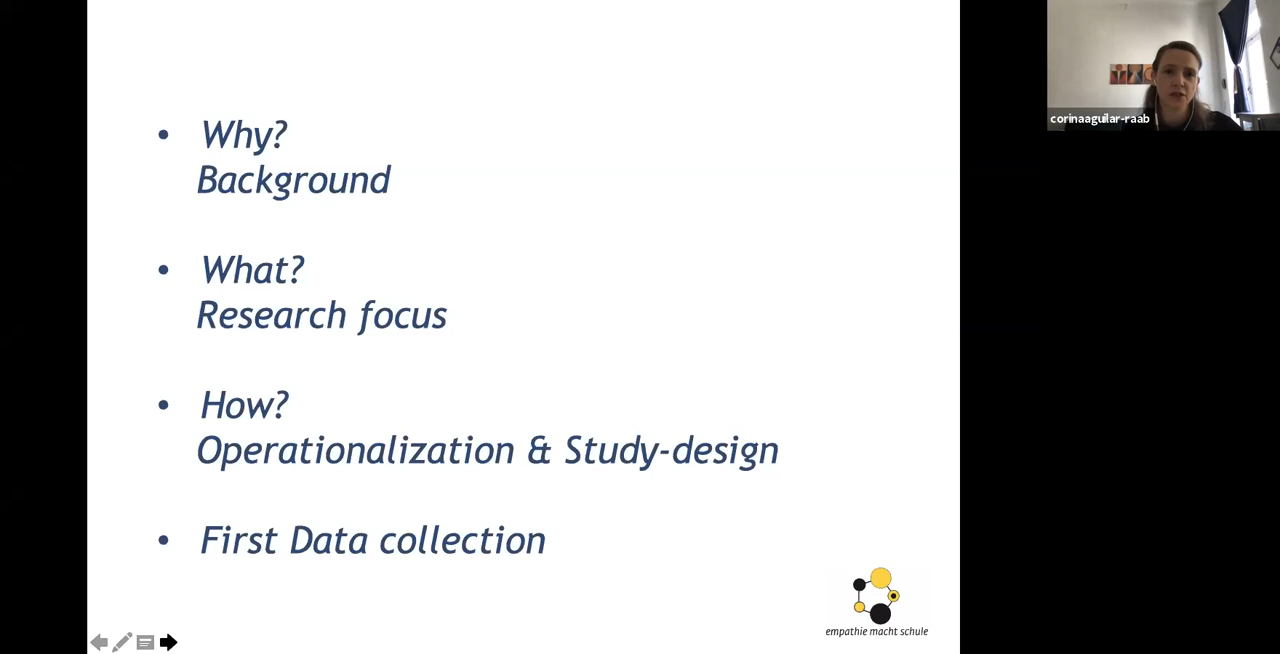 • Why?
Background
• What?
Research focus
• How?
Operationalization & Study-design
• First Data collection
empathie macht schule
corinaaguilar-raab